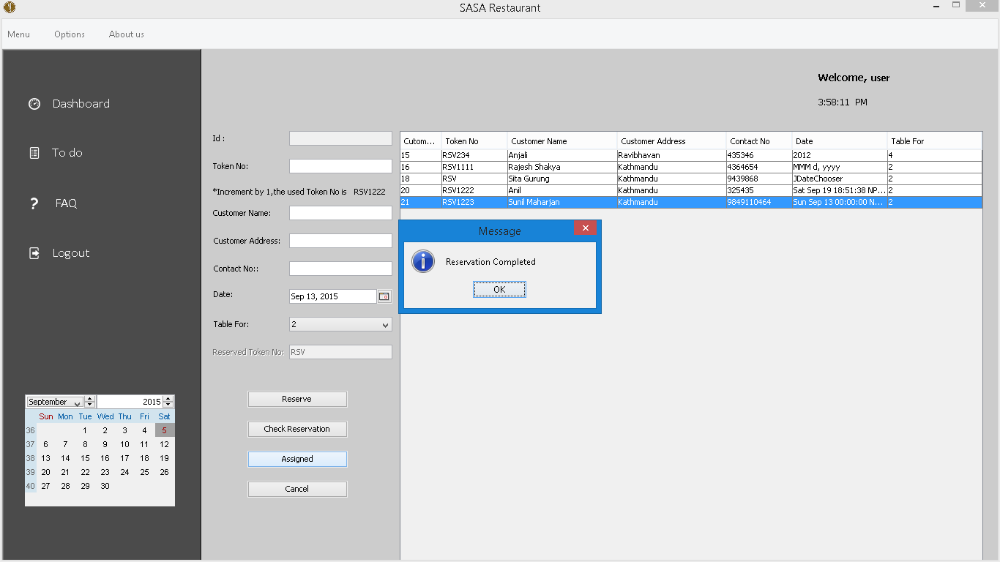 SASA Restaurant
Menu Options About us
Welcome, user
3:58:11 PM
Dashboard
To do
FAQ
Logout
Id :
Token No:
*Increment by 1,the used Token No is RSV1222
Customer Name:
Customer Address:
Contact No::
Date: Sep 13, 2015
Table For: 2
Reserved Token No: RSV
Reserve
Check Reservation
Assigned
Cancel
Cutom... Token No Customer Name Customer Address Contact No Date Table For
15 RSV234 Anjali Ravibhavan 435346 2012 4
16 RSV1111 Rajesh Shakya Kathmandu 4364654 MMM d, yyyy 2
18 RSV Sita Gurung Kathmandu 9439868 JDateChooser 2
20 RSV1222 Anil Kathmandu 325435 Sat Sep 19 18:51:38 NP... 2
21 RSV1223 Sunil Maharjan Kathmandu 9849110464 Sun Sep 13 00:00:00 N... 2
Message
Reservation Completed
OK
September 2015
Sun Mon Tue Wed Thu Fri Sat
36 1 2 3 4 5
37 6 7 8 9 10 11 12
38 13 14 15 16 17 18 19
39 20 21 22 23 24 25 26
40 27 28 29 30